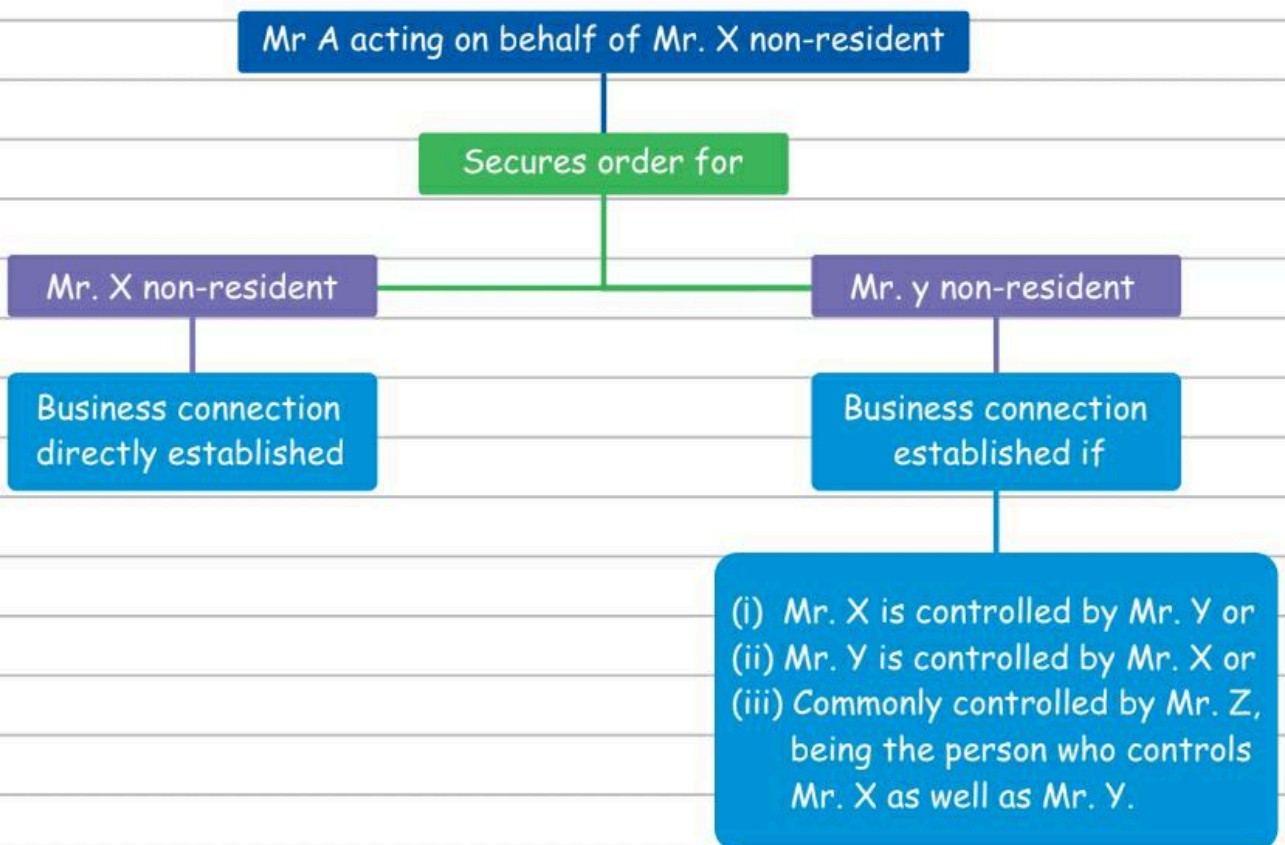 Mr A acting on behalf of Mr. X non-resident
Secures order for
Mr. X non-resident
Mr. y non-resident
Business connection
directly established
Business connection
established if
(i) Mr. X is controlled by Mr. Y or
(ii) Mr. Y is controlled by Mr. X or
(iii) Commonly controlled by Mr. Z,
being the person who controls
Mr. X as well as Mr. Y.